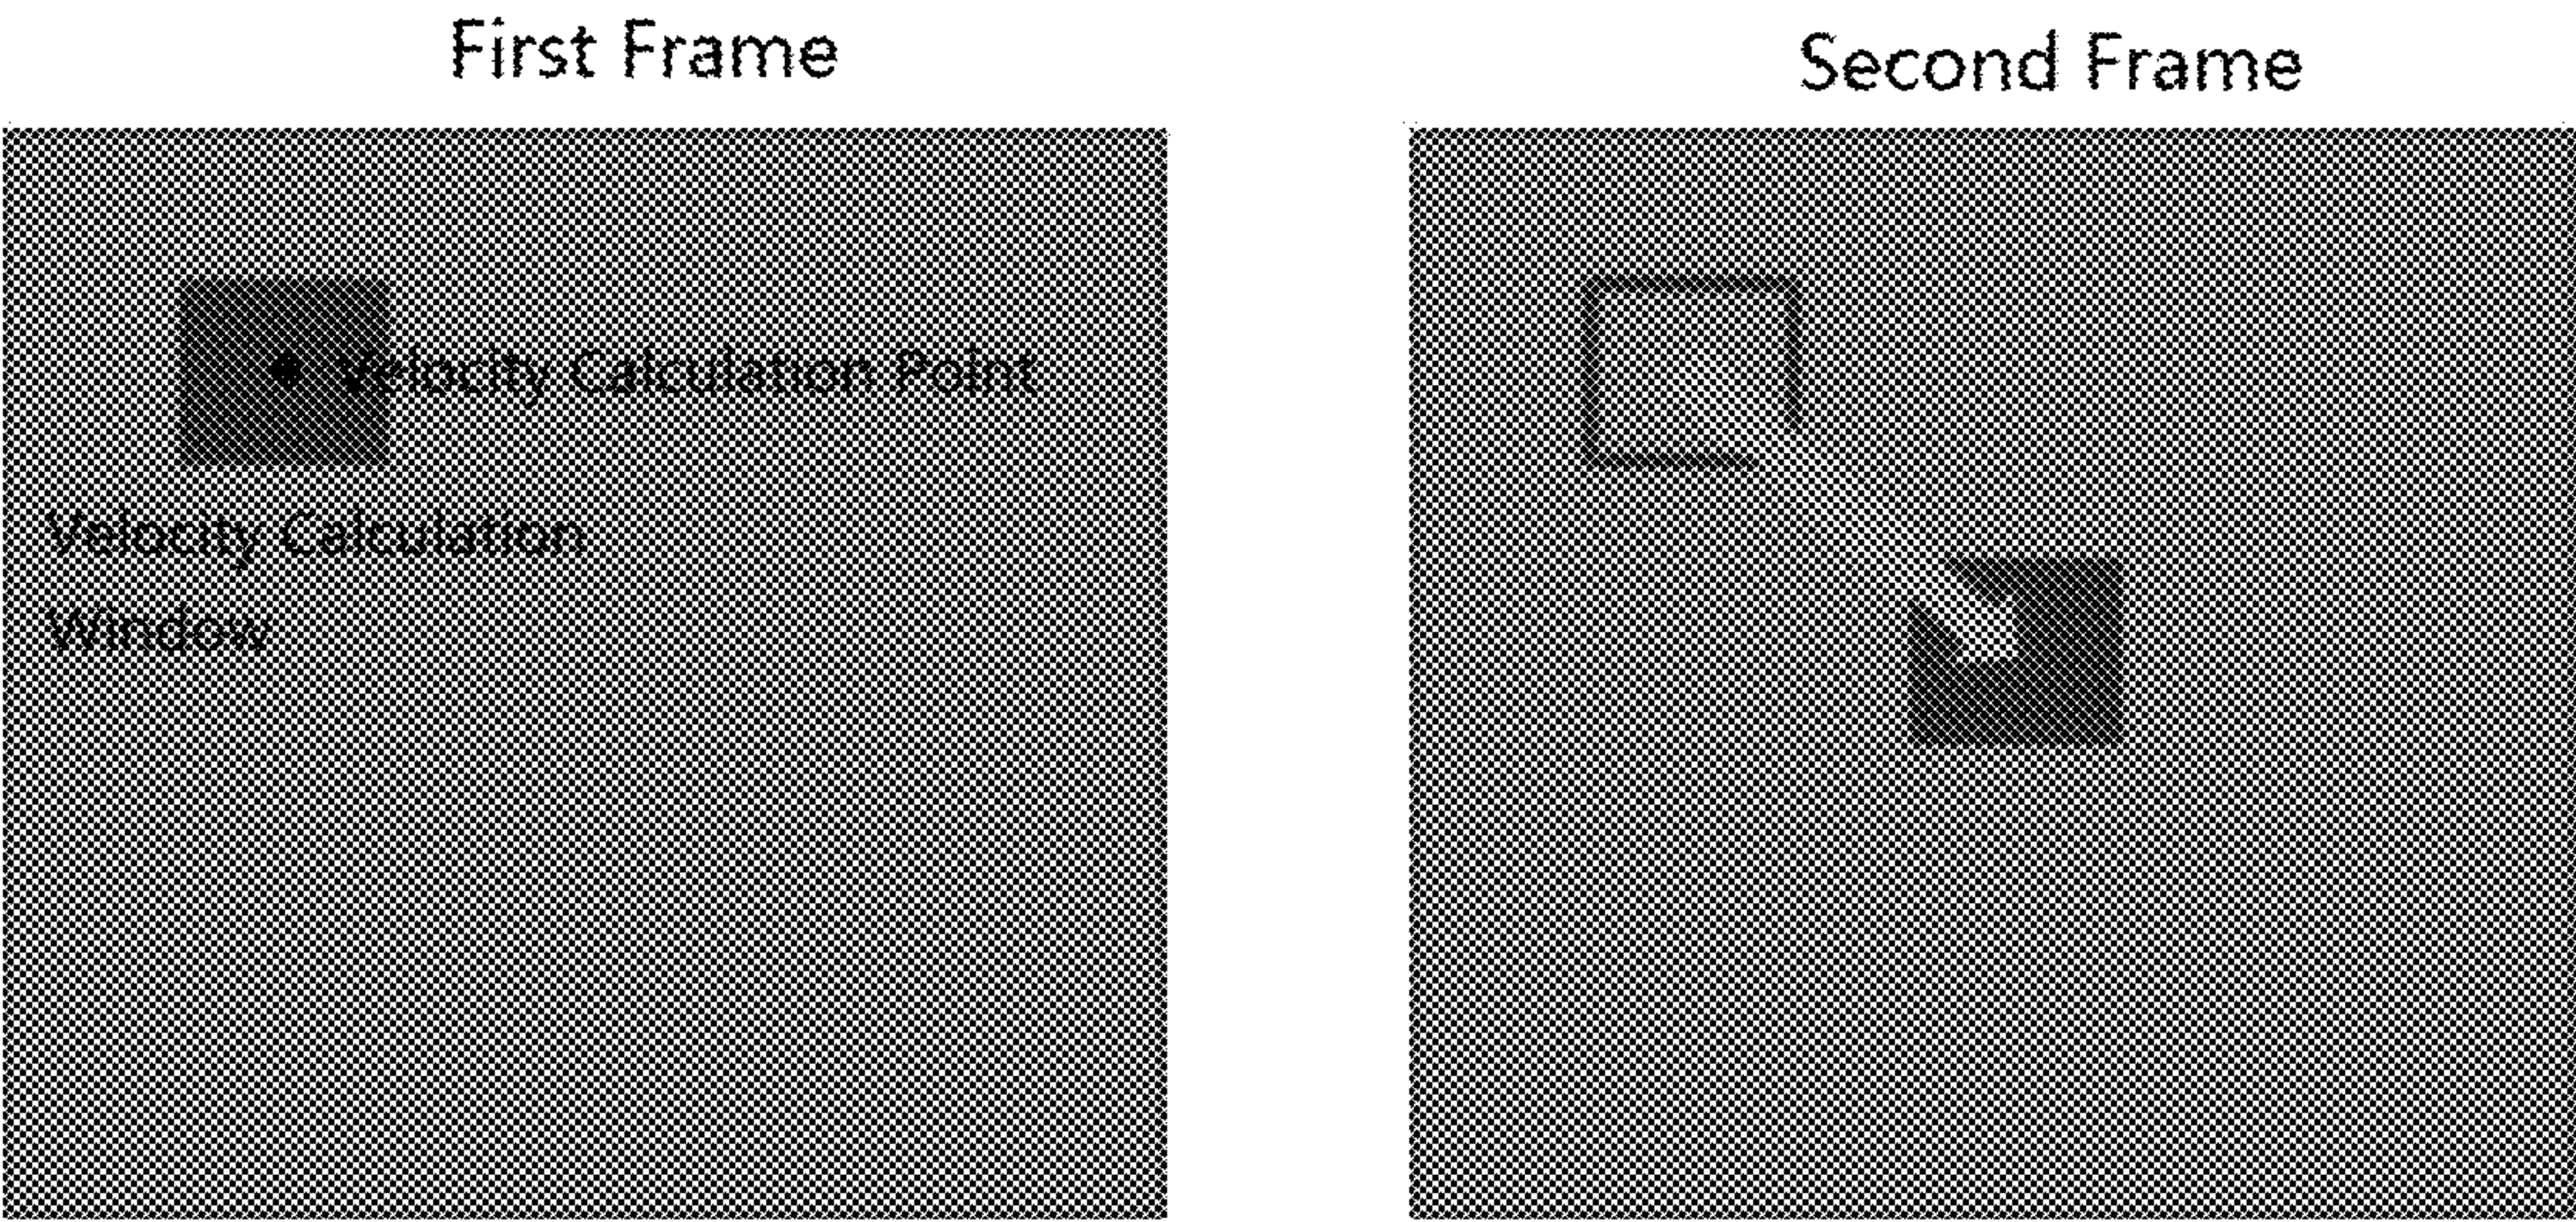 First Frame
Second Frame
Velocity Calculation Point
Velocity Calculation
Window